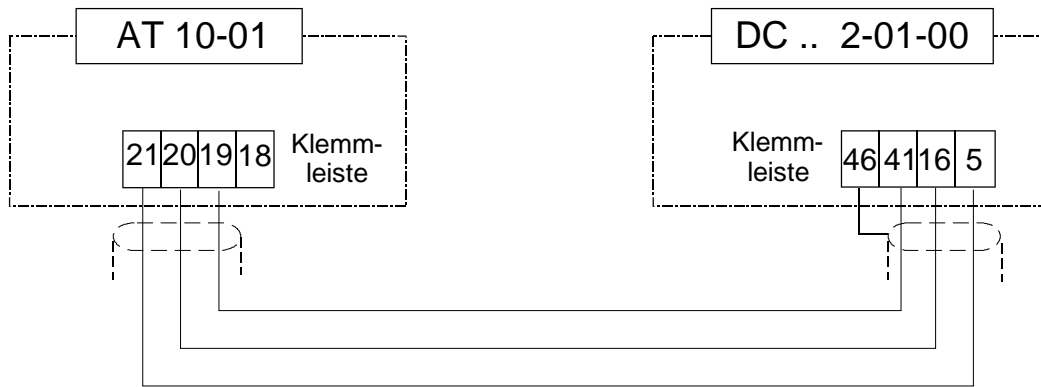 AT 10-01
DC .. 2-01-00
21 20 19 18
Klemm-
leiste
Klemm-
leiste
46 41 16 5